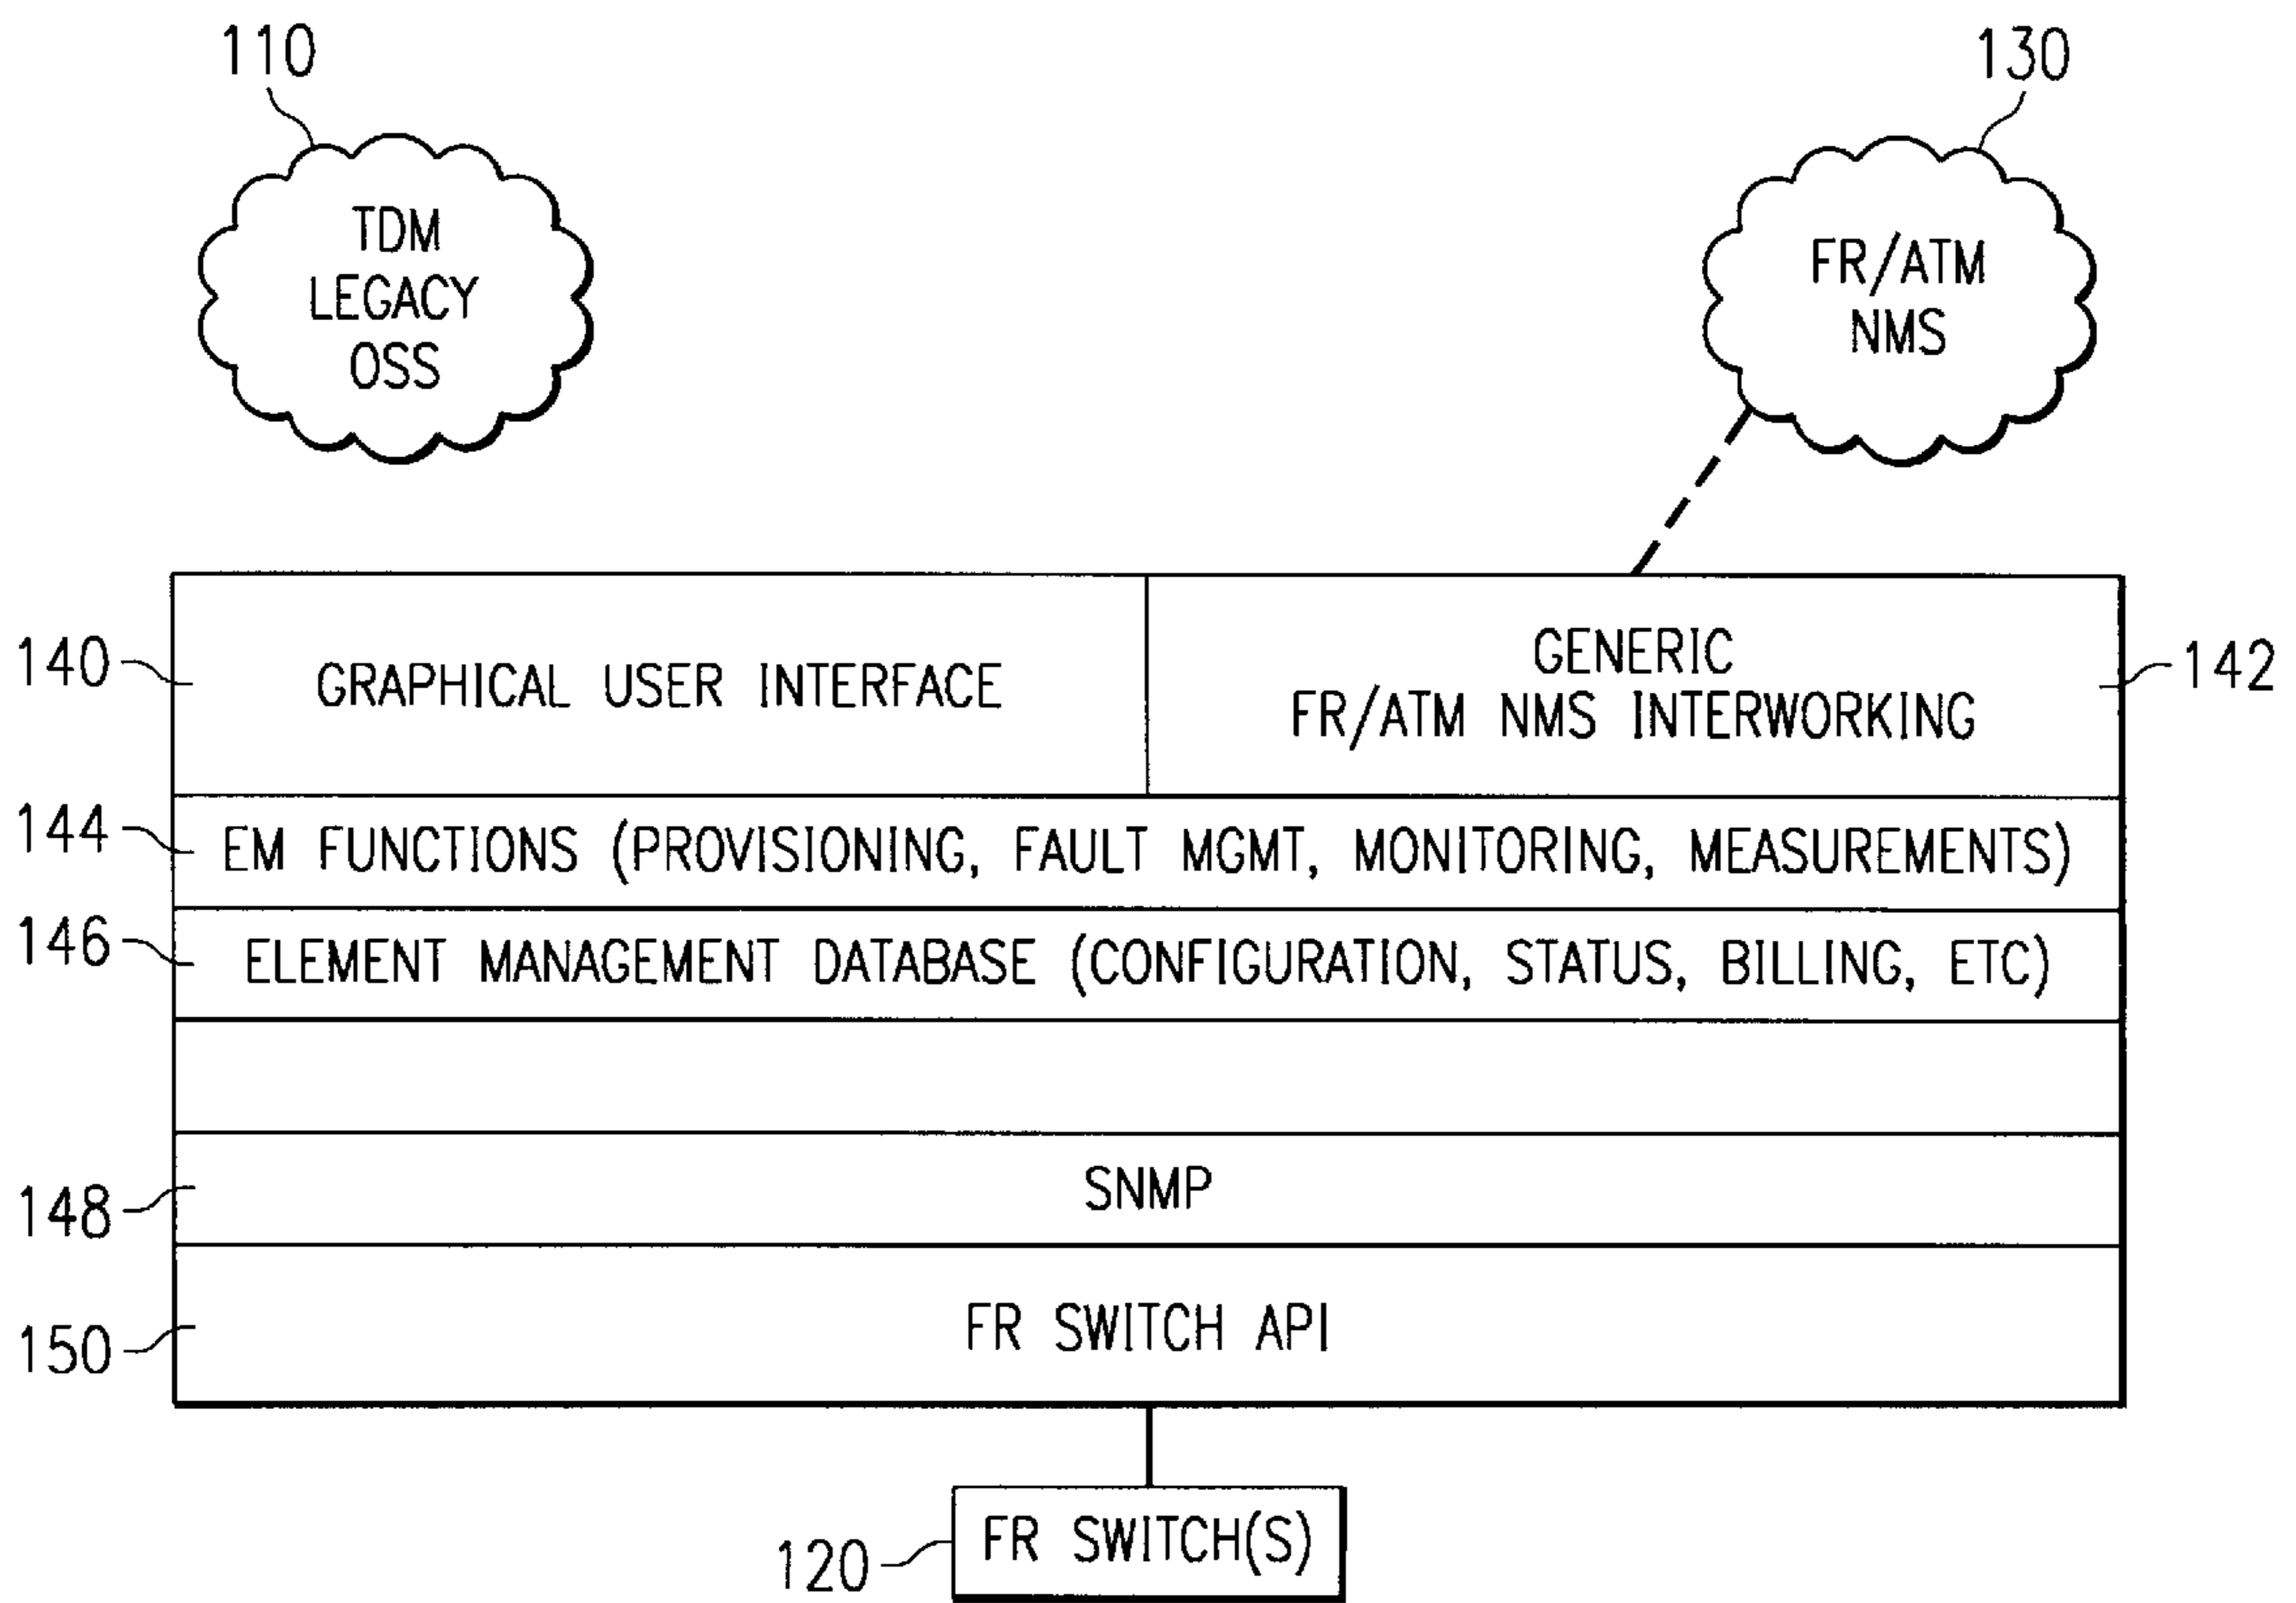 110
130
TDM
LEGACY
OSS
FR/ATM
NMS
140
GRAPHICAL USER INTERFACE
GENERIC
FR/ATM NMS INTERWORKING
142
144
EM FUNCTIONS (PROVISIONING, FAULT MGMT, MONITORING, MEASUREMENTS)
146
ELEMENT MANAGEMENT DATABASE (CONFIGURATION, STATUS, BILLING, ETC)
148
SNMP
150
FR SWITCH API
120
FR SWITCH(S)